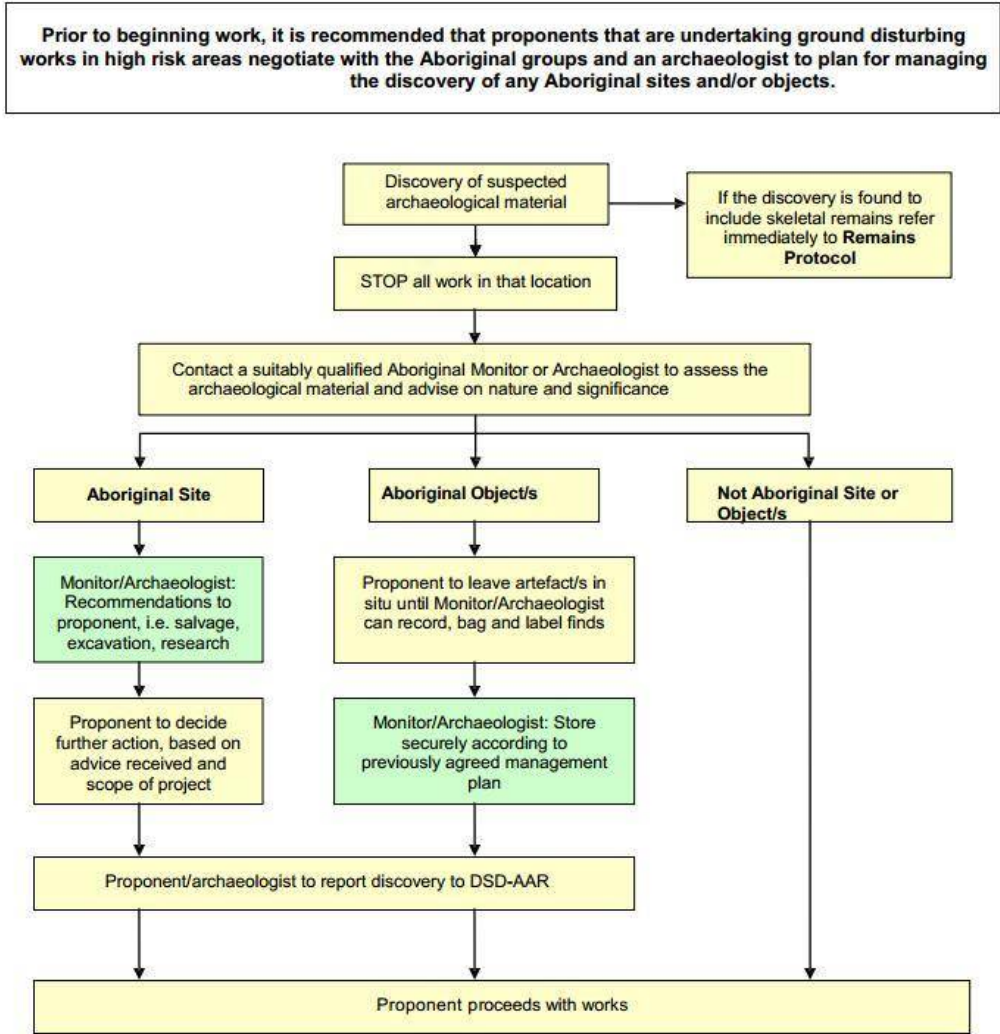 Prior to beginning work, it is recommended that proponents that are undertaking ground disturbing
works in high risk areas negotiate with the Aboriginal groups and an archaeologist to plan for managing
the discovery of any Aboriginal sites and/or objects.
Discovery of suspected
archaeological material
If the discovery is found to
include skeletal remains refer
immediately to Remains
Protocol
STOP all work in that location
Contact a suitably qualified Aboriginal Monitor or Archaeologist to assess the
archaeological material and advise on nature and significance
Aboriginal Site
Aboriginal Object/s
Not Aboriginal Site or
Object/s
Monitor/Archaeologist:
Recommendations to
proponent, i.e. salvage,
excavation, research
Proponent to leave artefact/s in
situ until Monitor/Archaeologist
can record, bag and label finds
Proponent to decide
further action, based on
advice received and
scope of project
Monitor/Archaeologist: Store
securely according to
previously agreed management
plan
Proponent/archaeologist to report discovery to DSD-AAR
Proponent proceeds with works